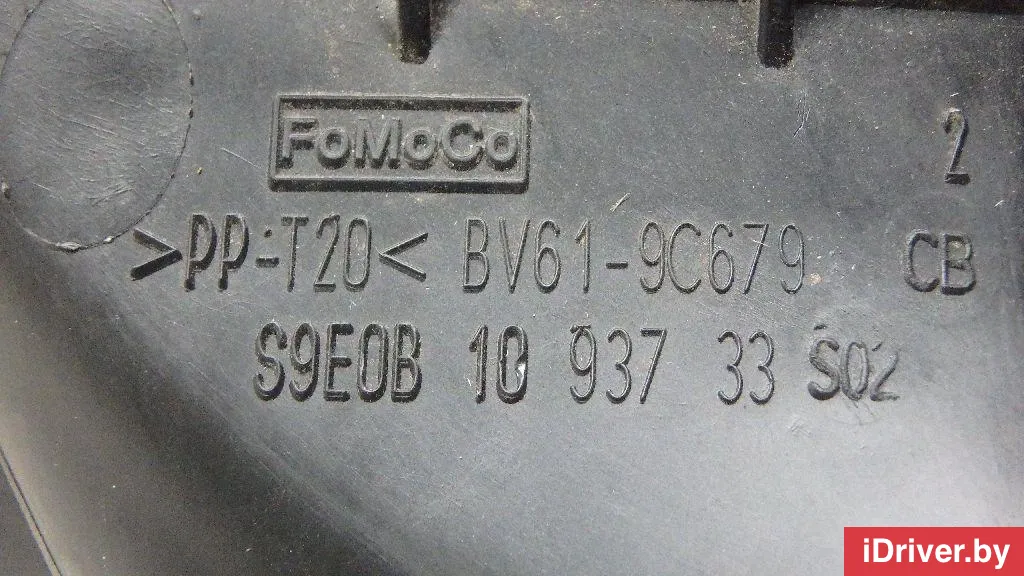 FoMoCo
2
>PP-T20< BV61-9C679 CB
S9E0B 10 937 33 S02
iDriver.by